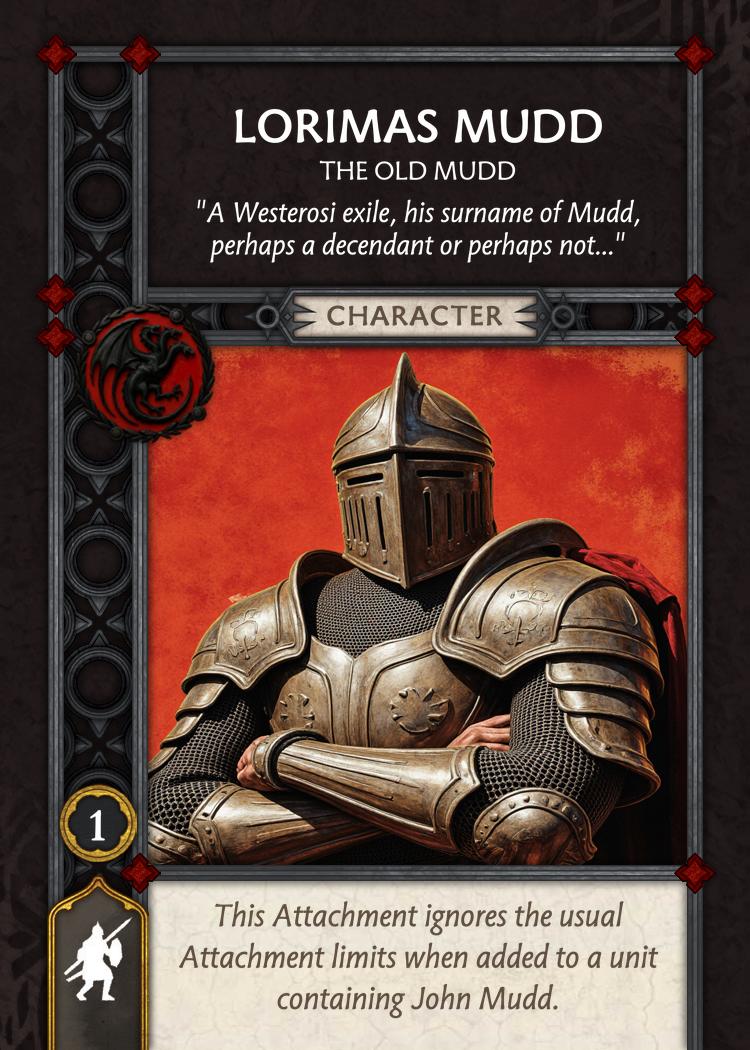 LORIMAS MUDD
THE OLD MUDD
"A Westerosi exile, his surname of Mudd,
perhaps a decendant or perhaps not..."
CHARACTER
1
This Attachment ignores the usual
Attachment limits when added to a unit
containing John Mudd.